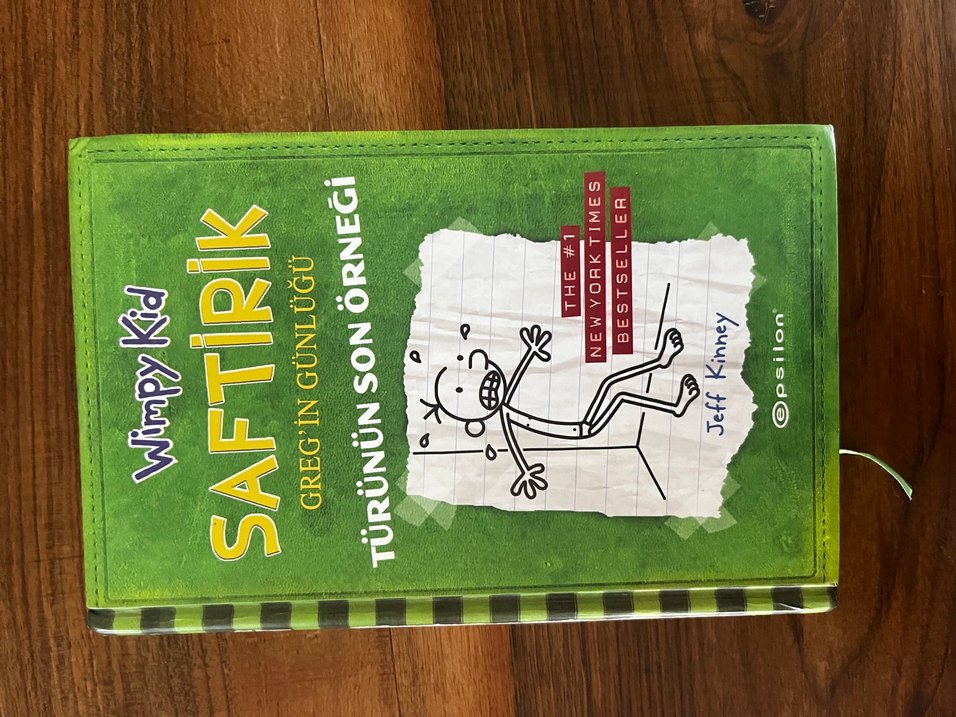 Wimpy Kid
SAFTİRİK
GREG'İN GÜNLÜĞÜ
TÜRÜNÜN SON ÖRNEĞİ
THE #1
NEW YORK TIMES
BESTSELLER
Jeff Kinney
epsilon